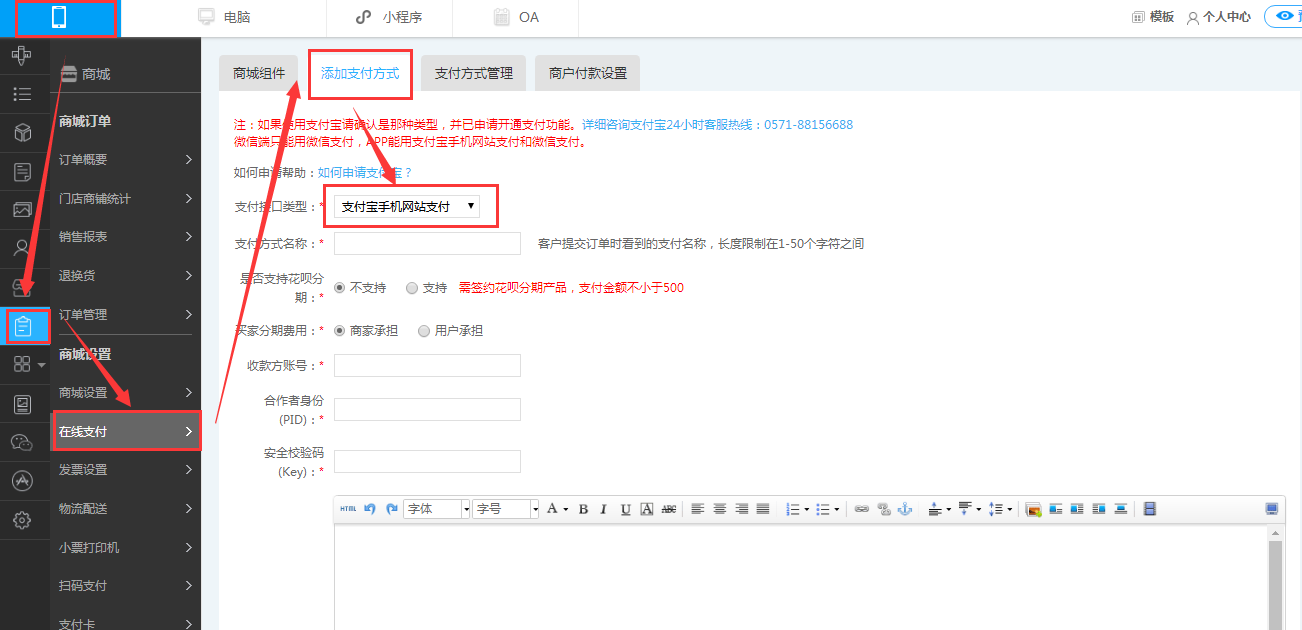 电脑
小程序
OA
模板
个人中心
商城
商城订单
订单概要
门店商铺统计
销售报表
退换货
订单管理
商城设置
商城设置
在线支付
发票设置
物流配送
小票打印机
扫码支付
支付卡
商城组件
添加支付方式
支付方式管理
商户付款设置
注：如果使用支付宝请确认是那种类型，并已申请开通支付功能。详细咨询支付宝24小时客服热线：0571-88156688
微信端只能用微信支付，APP能用支付宝手机网站支付和微信支付。
如何申请帮助：如何申请支付宝？
支付接口类型：*
支付宝手机网站支付
支付方式名称：*
客户提交订单时看到的支付名称，长度限制在1-50个字符之间
是否支持花呗分
期：*
不支持
支持
需签约花呗分期产品，支付金额不小于500
买家分期费用：*
商家承担
用户承担
收款方账号：*
合作者身份
(PID)：*
安全校验码
(Key)：*
HTML
字体
字号
A
B
I
U
A
ABC